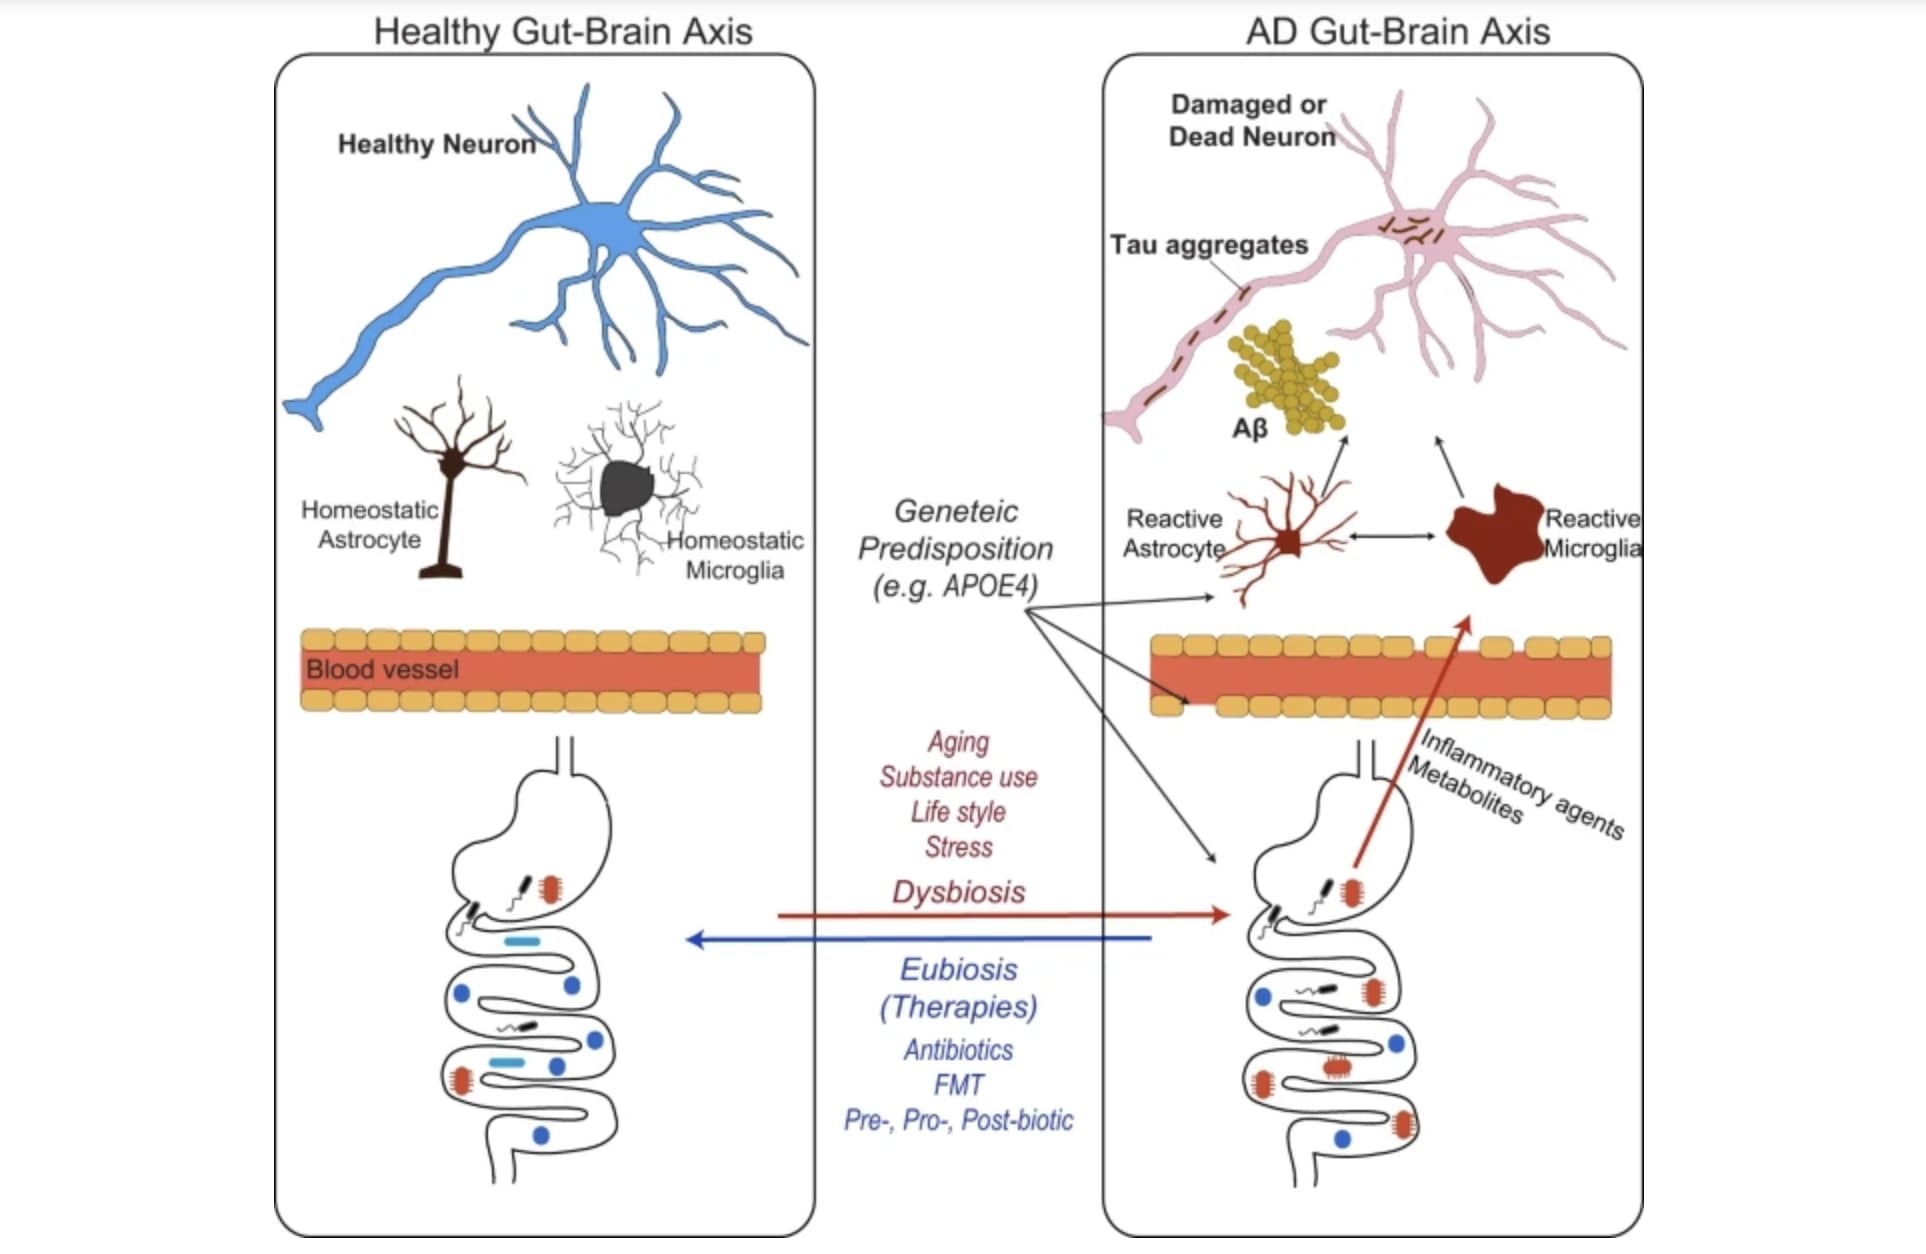 Healthy Gut-Brain Axis
Healthy Neuron
Homeostatic
Astrocyte
Homeostatic
Microglia
Blood vessel
Geneteic
Predisposition
(e.g. APOE4)
Aging
Substance use
Life style
Stress
Dysbiosis
Eubiosis
(Therapies)
Antibiotics
FMT
Pre-, Pro-, Post-biotic
AD Gut-Brain Axis
Damaged or
Dead Neuron
Tau aggregates
Aβ
Reactive
Astrocyte
Reactive
Microglia
Inflammatory agents
Metabolites